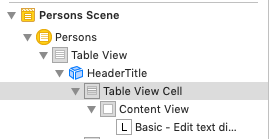 Persons Scene
Persons
Table View
HeaderTitle
Table View Cell
Content View
L Basic - Edit text di...